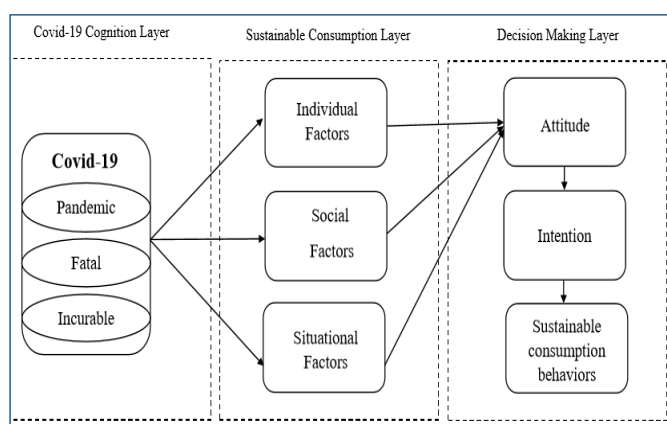 Covid-19 Cognition Layer
Sustainable Consumption Layer
Decision Making Layer
Covid-19
Pandemic
Fatal
Incurable
Individual
Factors
Social
Factors
Situational
Factors
Attitude
Intention
Sustainable
consumption
behaviors